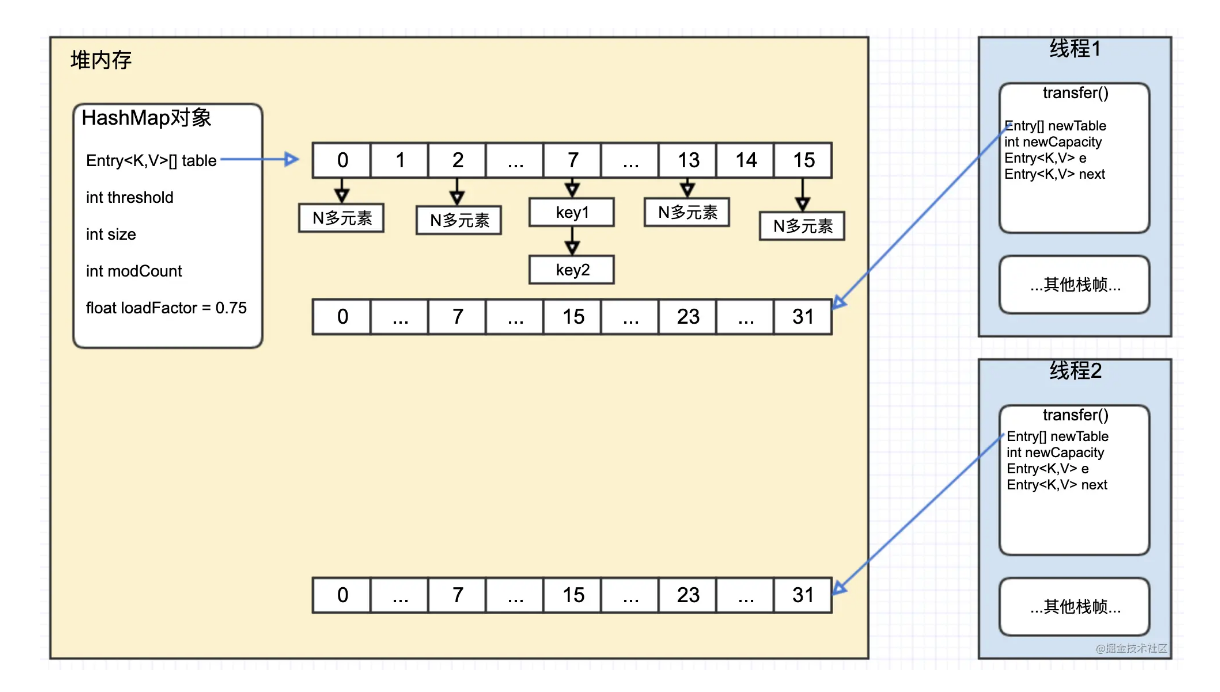 堆内存
HashMap对象
Entry<K,V>[] table
int threshold
int size
int modCount
float loadFactor = 0.75
0 1 2 ... 7 ... 13 14 15
N多元素 N多元素 key1 N多元素 N多元素
key2
0 ... 7 ... 15 ... 23 ... 31
0 ... 7 ... 15 ... 23 ... 31
线程1
transfer()
Entry[] newTable
int newCapacity
Entry<K,V> e
Entry<K,V> next
...其他栈帧...
线程2
transfer()
Entry[] newTable
int newCapacity
Entry<K,V> e
Entry<K,V> next
...其他栈帧...
@掘金技术社区